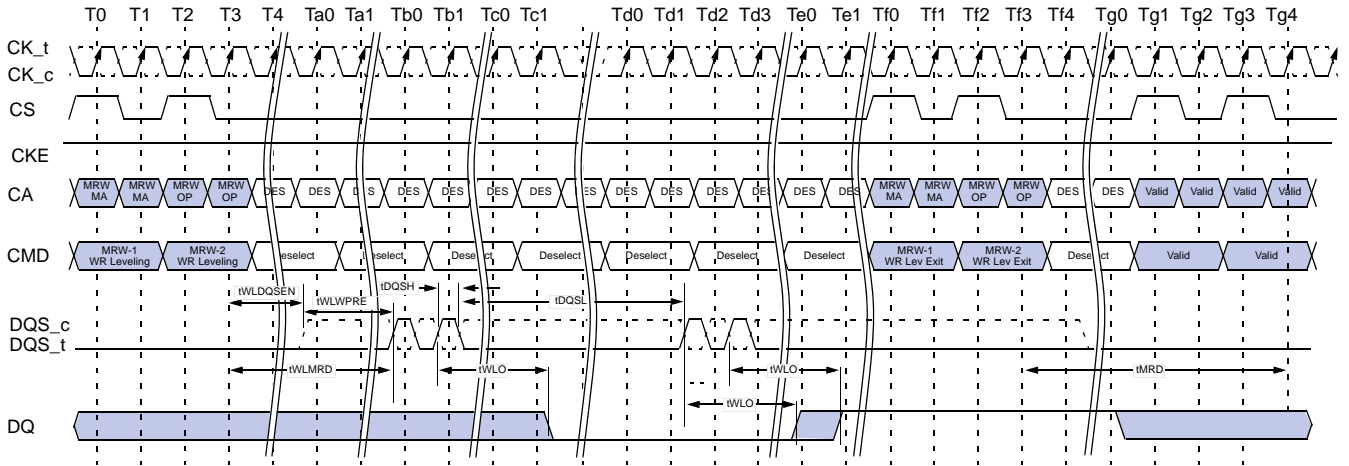 T0 T1 T2 T3 T4 Ta0 Ta1 Tb0 Tb1 Tc0 Tc1 Td0 Td1 Td2 Td3 Te0 Te1 Tf0 Tf1 Tf2 Tf3 Tf4 Tg0 Tg1 Tg2 Tg3 Tg4
CK_t
CK_c
CS
CKE
CA
MRW MRW MRW MRW DES DES DES DES DES DES DES DES DES DES DES DES DES DES MRW MRW MRW MRW DES DES Valid Valid Valid Valid
MA MA OP OP MA MA OP OP
CMD
MRW-1 MRW-2 Deselect Deselect Deselect Deselect Deselect Deselect Deselect MRW-1 MRW-2 Deselect Valid Valid
WR Leveling WR Leveling WR Lev Exit WR Lev Exit
tWLDQSEN tWLWPRE tDQSH tDQSL
DQS_c
DQS_t
tWLMRD tWLO tWLO tMRD
tWLO
DQ